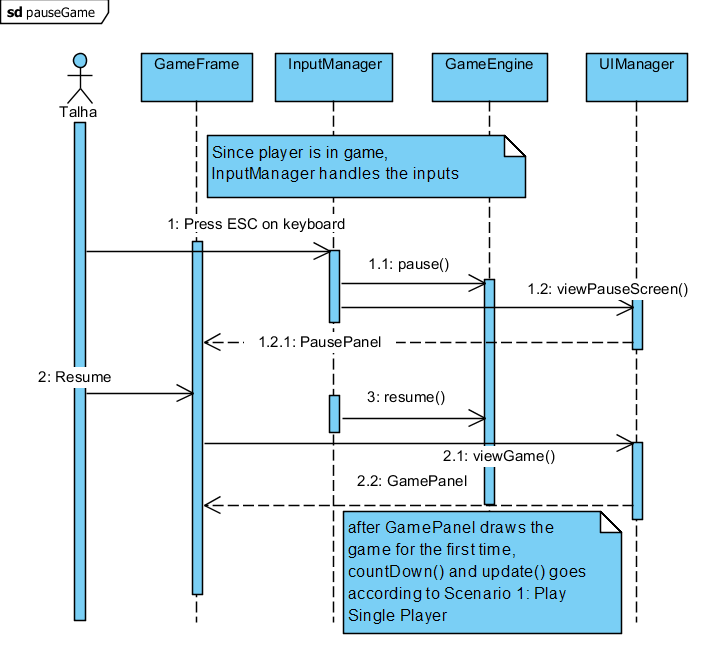 sd pauseGame
Talha
GameFrame
InputManager
GameEngine
UIManager
Since player is in game,
InputManager handles the inputs
1: Press ESC on keyboard
1.1: pause()
1.2: viewPauseScreen()
1.2.1: PausePanel
2: Resume
3: resume()
2.1: viewGame()
2.2: GamePanel
after GamePanel draws the
game for the first time,
countDown() and update() goes
according to Scenario 1: Play
Single Player